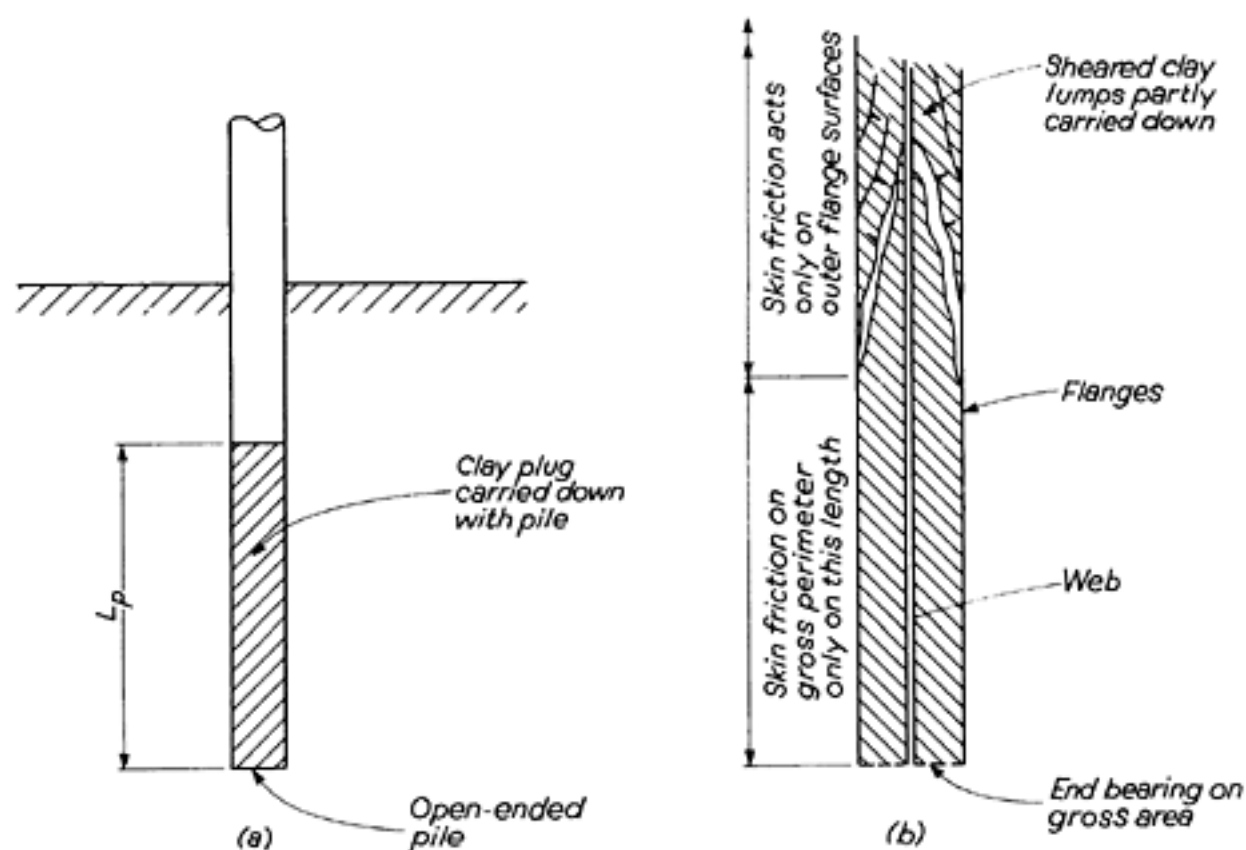 Clay plug
carried down
with pile
Lp
Open-ended
pile
(a)
Skin friction acts
only on
outer flange surfaces
Skin friction on
gross perimeter
only on this length
Sheared clay
lumps partly
carried down
Flanges
Web
End bearing on
gross area
(b)